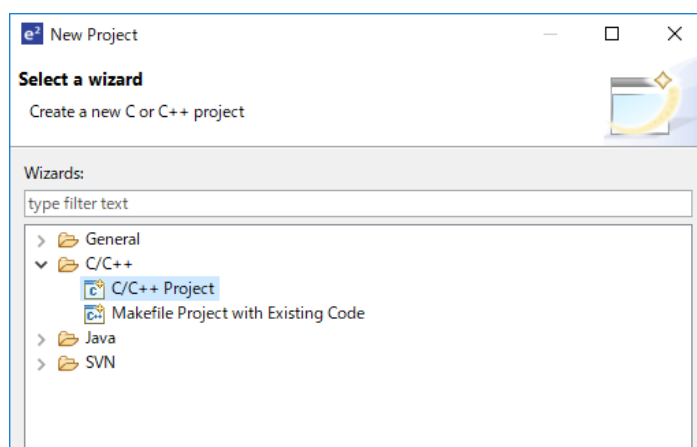 e² New Project
Select a wizard
Create a new C or C++ project
Wizards:
type filter text
General
C/C++
C/C++ Project
Makefile Project with Existing Code
Java
SVN